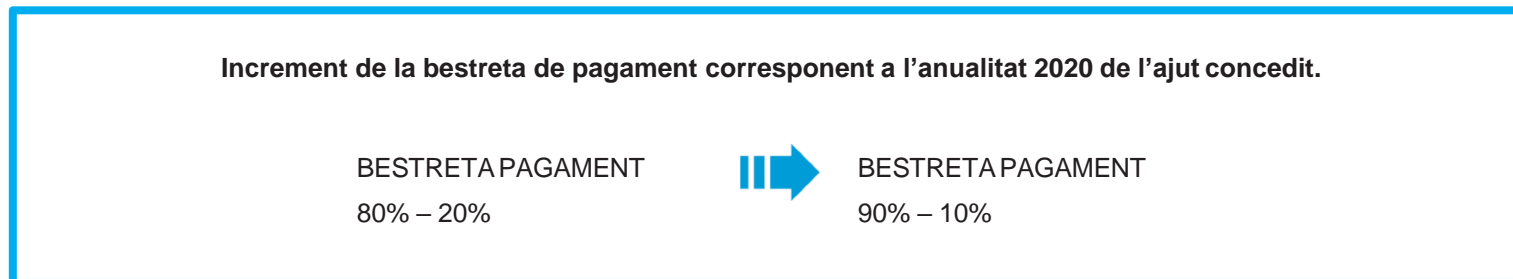 Increment de la bestreta de pagament corresponent a l’anualitat 2020 de l’ajut concedit.
BESTRETA PAGAMENT
80% – 20%
BESTRETA PAGAMENT
90% – 10%